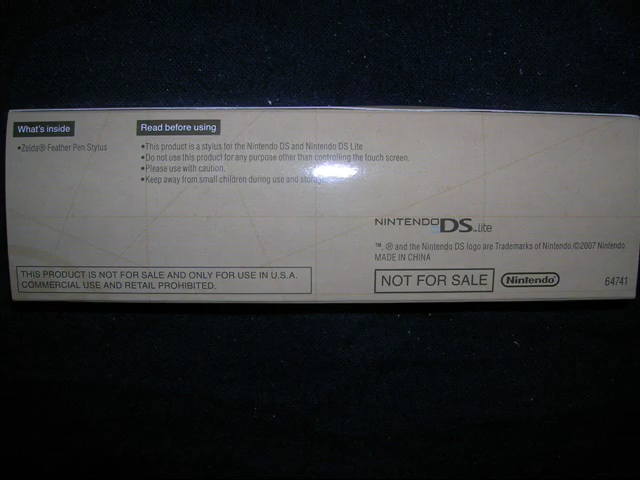 What's inside
•Zelda® Feather Pen Stylus
Read before using
•This product is a stylus for the Nintendo DS and Nintendo DS Lite
•Do not use this product for any purpose other than controlling the touch screen.
•Please use with caution.
•Keep away from small children during use and storage.
NINTENDO DS Lite
™, ® and the Nintendo DS logo are Trademarks of Nintendo.©2007 Nintendo
MADE IN CHINA
THIS PRODUCT IS NOT FOR SALE AND ONLY FOR USE IN U.S.A.
COMMERCIAL USE AND RETAIL PROHIBITED.
NOT FOR SALE
Nintendo®
64741